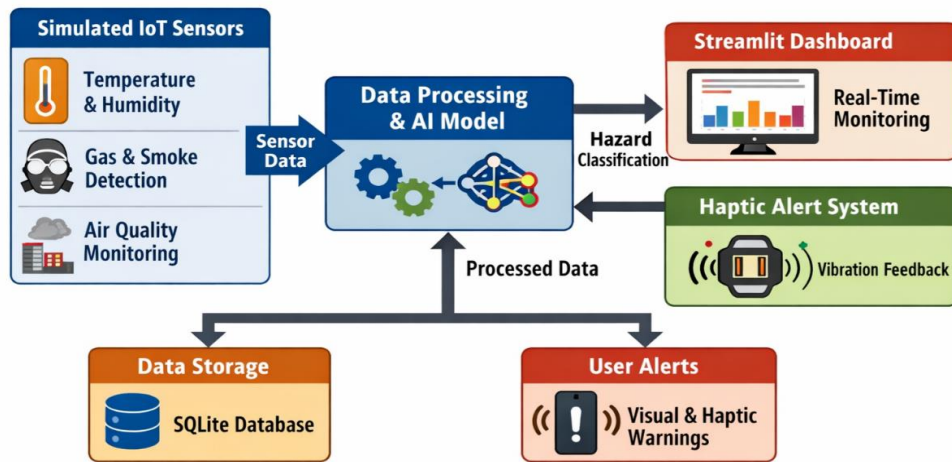 Simulated IoT Sensors
Temperature
& Humidity
Gas & Smoke
Detection
Air Quality
Monitoring
Sensor
Data
Data Processing
& AI Model
Hazard
Classification
Streamlit Dashboard
Real-Time
Monitoring
Haptic Alert System
Vibration Feedback
Processed Data
Data Storage
SQLite Database
User Alerts
!
Visual & Haptic
Warnings